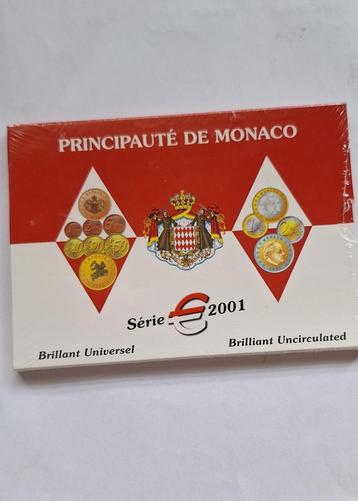 PRINCIPAUTÉ DE MONACO
Série € 2001
Brillant Universel
Brilliant Uncirculated